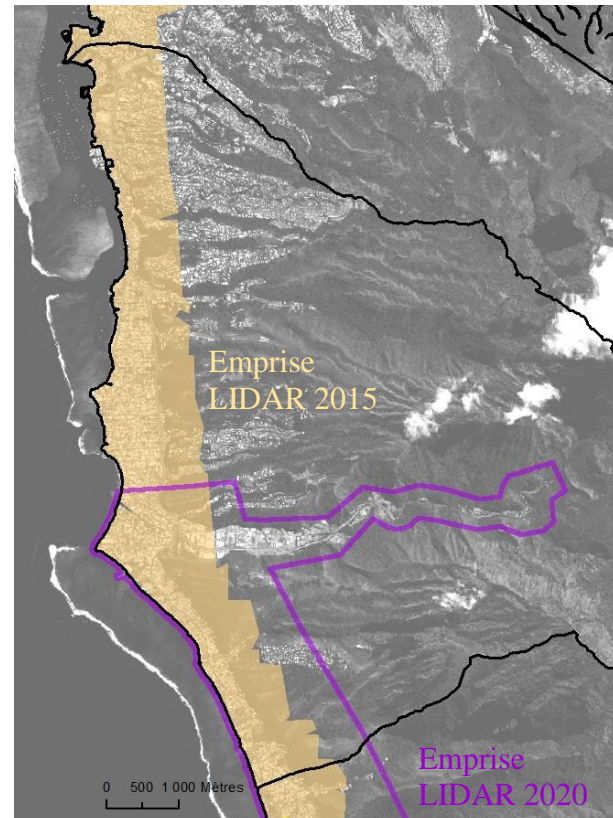 Emprise
LIDAR 2015
Emprise
LIDAR 2020
0 500 1 000 Mètres